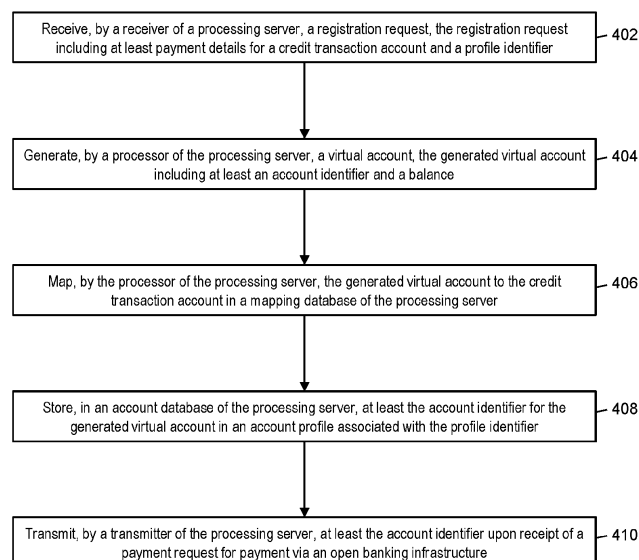 Receive, by a receiver of a processing server, a registration request, the registration request
including at least payment details for a credit transaction account and a profile identifier
402
Generate, by a processor of the processing server, a virtual account, the generated virtual account
including at least an account identifier and a balance
404
Map, by the processor of the processing server, the generated virtual account to the credit
transaction account in a mapping database of the processing server
406
Store, in an account database of the processing server, at least the account identifier for the
generated virtual account in an account profile associated with the profile identifier
408
Transmit, by a transmitter of the processing server, at least the account identifier upon receipt of a
payment request for payment via an open banking infrastructure
410